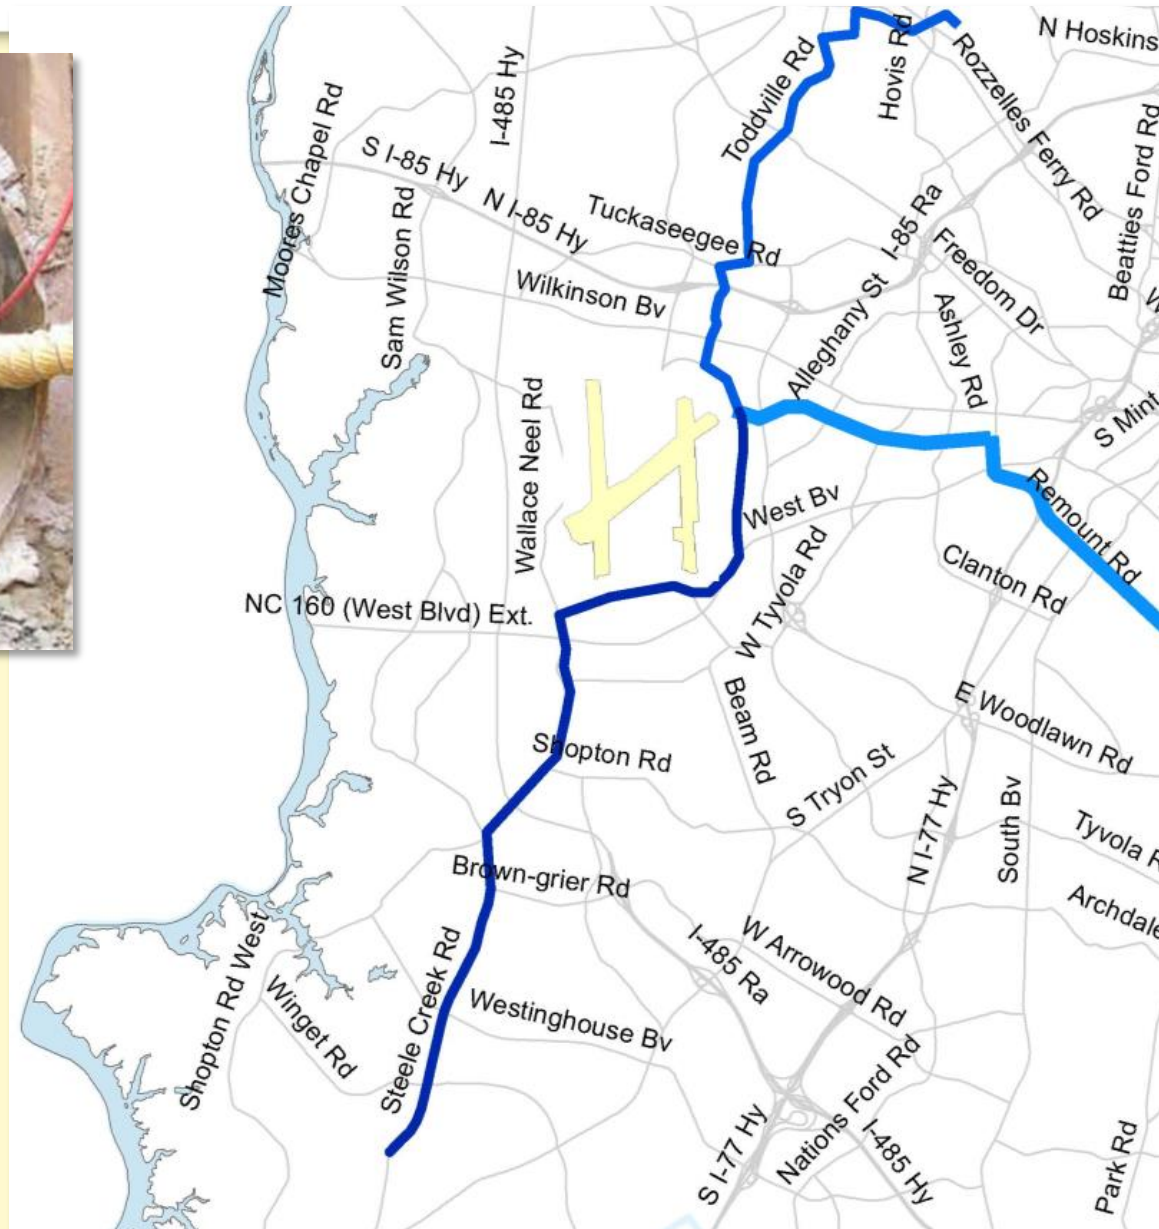 N Hoskins
Hovis Rd
Toddville Rd
Rozzelles Ferry Rd
I-485 Hy
Moores Chapel Rd
S I-85 Hy
Beatties Ford Rd
Sam Wilson Rd
N I-85 Hy
Tuckaseegee Rd
I-85 Ra
Freedom Dr
Wilkinson Bv
Alleghany St
Ashley Rd
W
S Mint
Wallace Neel Rd
West Bv
Remount Rd
W Tyvola Rd
Clanton Rd
NC 160 (West Blvd) Ext.
Beam Rd
E Woodlawn Rd
Shopton Rd
S Tryon St
N I-77 Hy
South Bv
Tyvola R
Brown-grier Rd
Archdale
Shopton Rd West
Steele Creek Rd
I-485 Ra
W Arrowood Rd
Winget Rd
Westinghouse Bv
Nations Ford Rd
S I-77 Hy
I-485 Hy
Park Rd